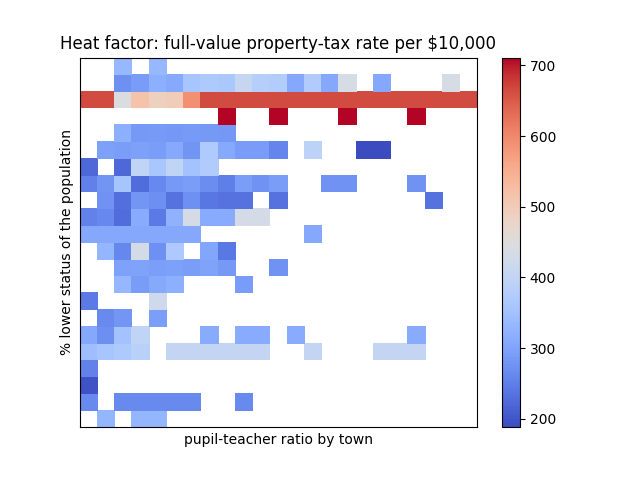 Heat factor: full-value property-tax rate per $10,000
% lower status of the population
pupil-teacher ratio by town
700
600
500
400
300
200